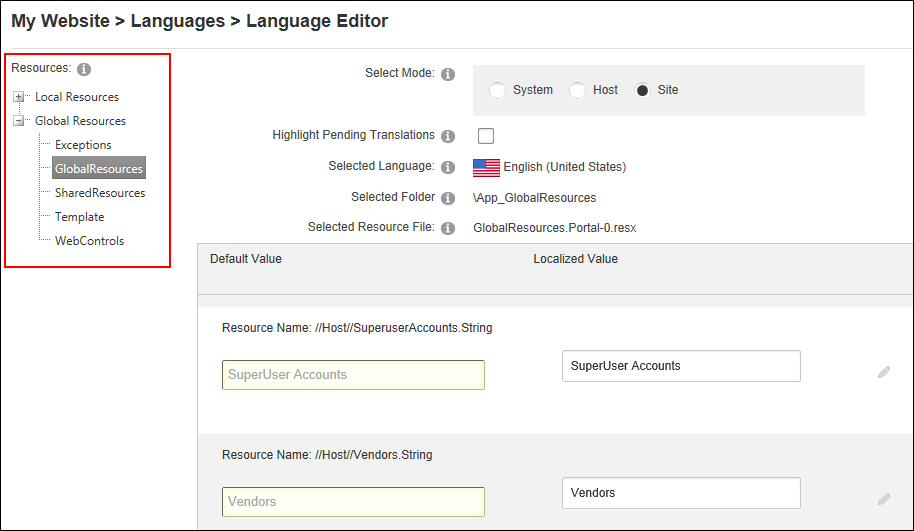 My Website > Languages > Language Editor
Resources:
Local Resources
Global Resources
Exceptions
GlobalResources
SharedResources
Template
WebControls
Select Mode:
System Host Site
Highlight Pending Translations
Selected Language: English (United States)
Selected Folder \App_GlobalResources
Selected Resource File: GlobalResources.Portal-0.resx
Default Value Localized Value
Resource Name: //Host//SuperuserAccounts.String
SuperUser Accounts SuperUser Accounts
Resource Name: //Host//Vendors.String
Vendors Vendors